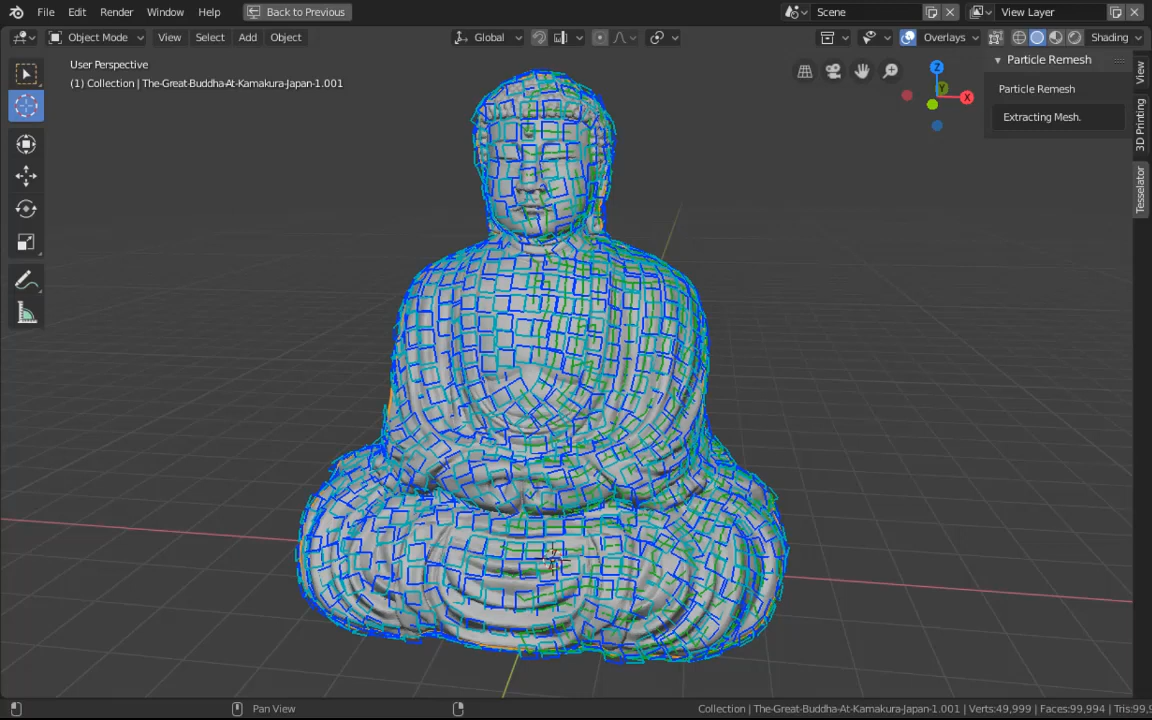 File Edit Render Window Help Back to Previous Scene View Layer
Object Mode View Select Add Object Global Overlays Shading
User Perspective
(1) Collection | The-Great-Buddha-At-Kamakura-Japan-1.001
Z
Y
X
Particle Remesh
Particle Remesh
Extracting Mesh.
View
3D Printing
Tesselator
Pan View
Collection | The-Great-Buddha-At-Kamakura-Japan-1.001 | Verts:49,999 | Faces:99,994 | Tris:99,9